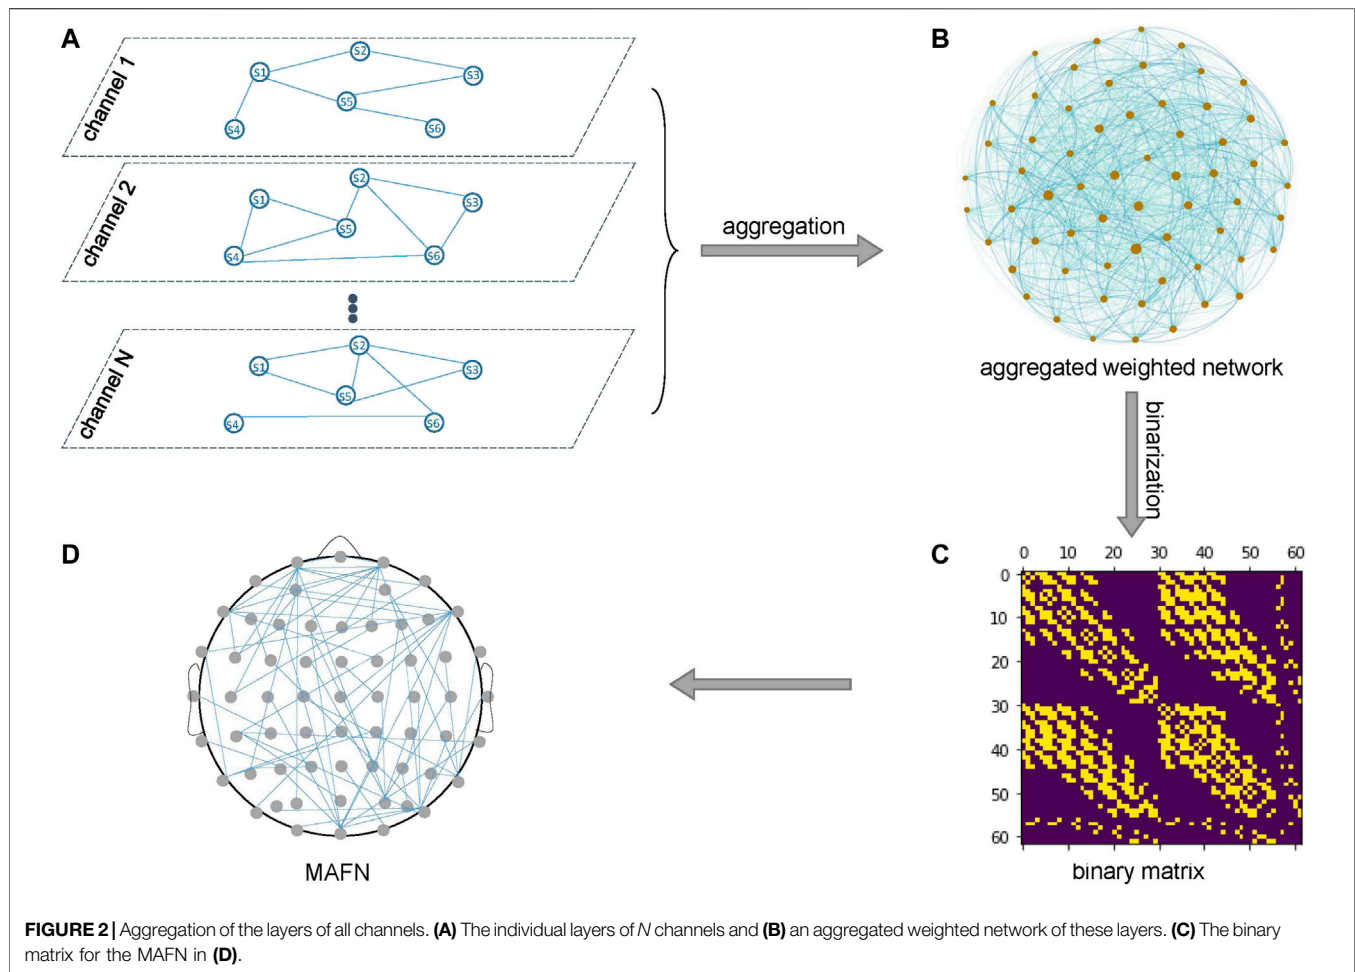 A
channel 1
S2
S1
S3
S5
S4
S6
channel 2
S2
S1
S3
S5
S4
S6
channel N
S2
S1
S3
S5
S4
S6
aggregation
B
aggregated weighted network
binarization
C
0 10 20 30 40 50 60
0
10
20
30
40
50
60
binary matrix
D
MAFN
FIGURE 2 | Aggregation of the layers of all channels. (A) The individual layers of N channels and (B) an aggregated weighted network of these layers. (C) The binary
matrix for the MAFN in (D).